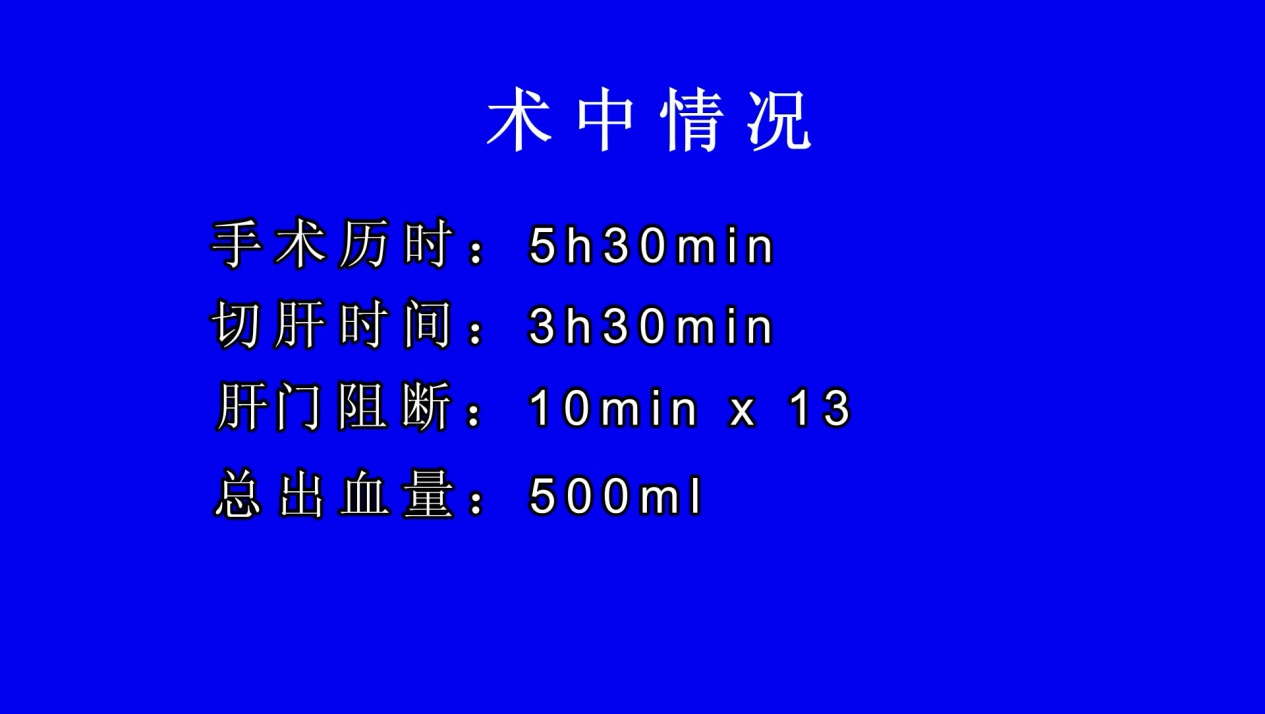 术中情况
手术历时：5h30min
切肝时间：3h30min
肝门阻断：10min x 13
总出血量：500ml